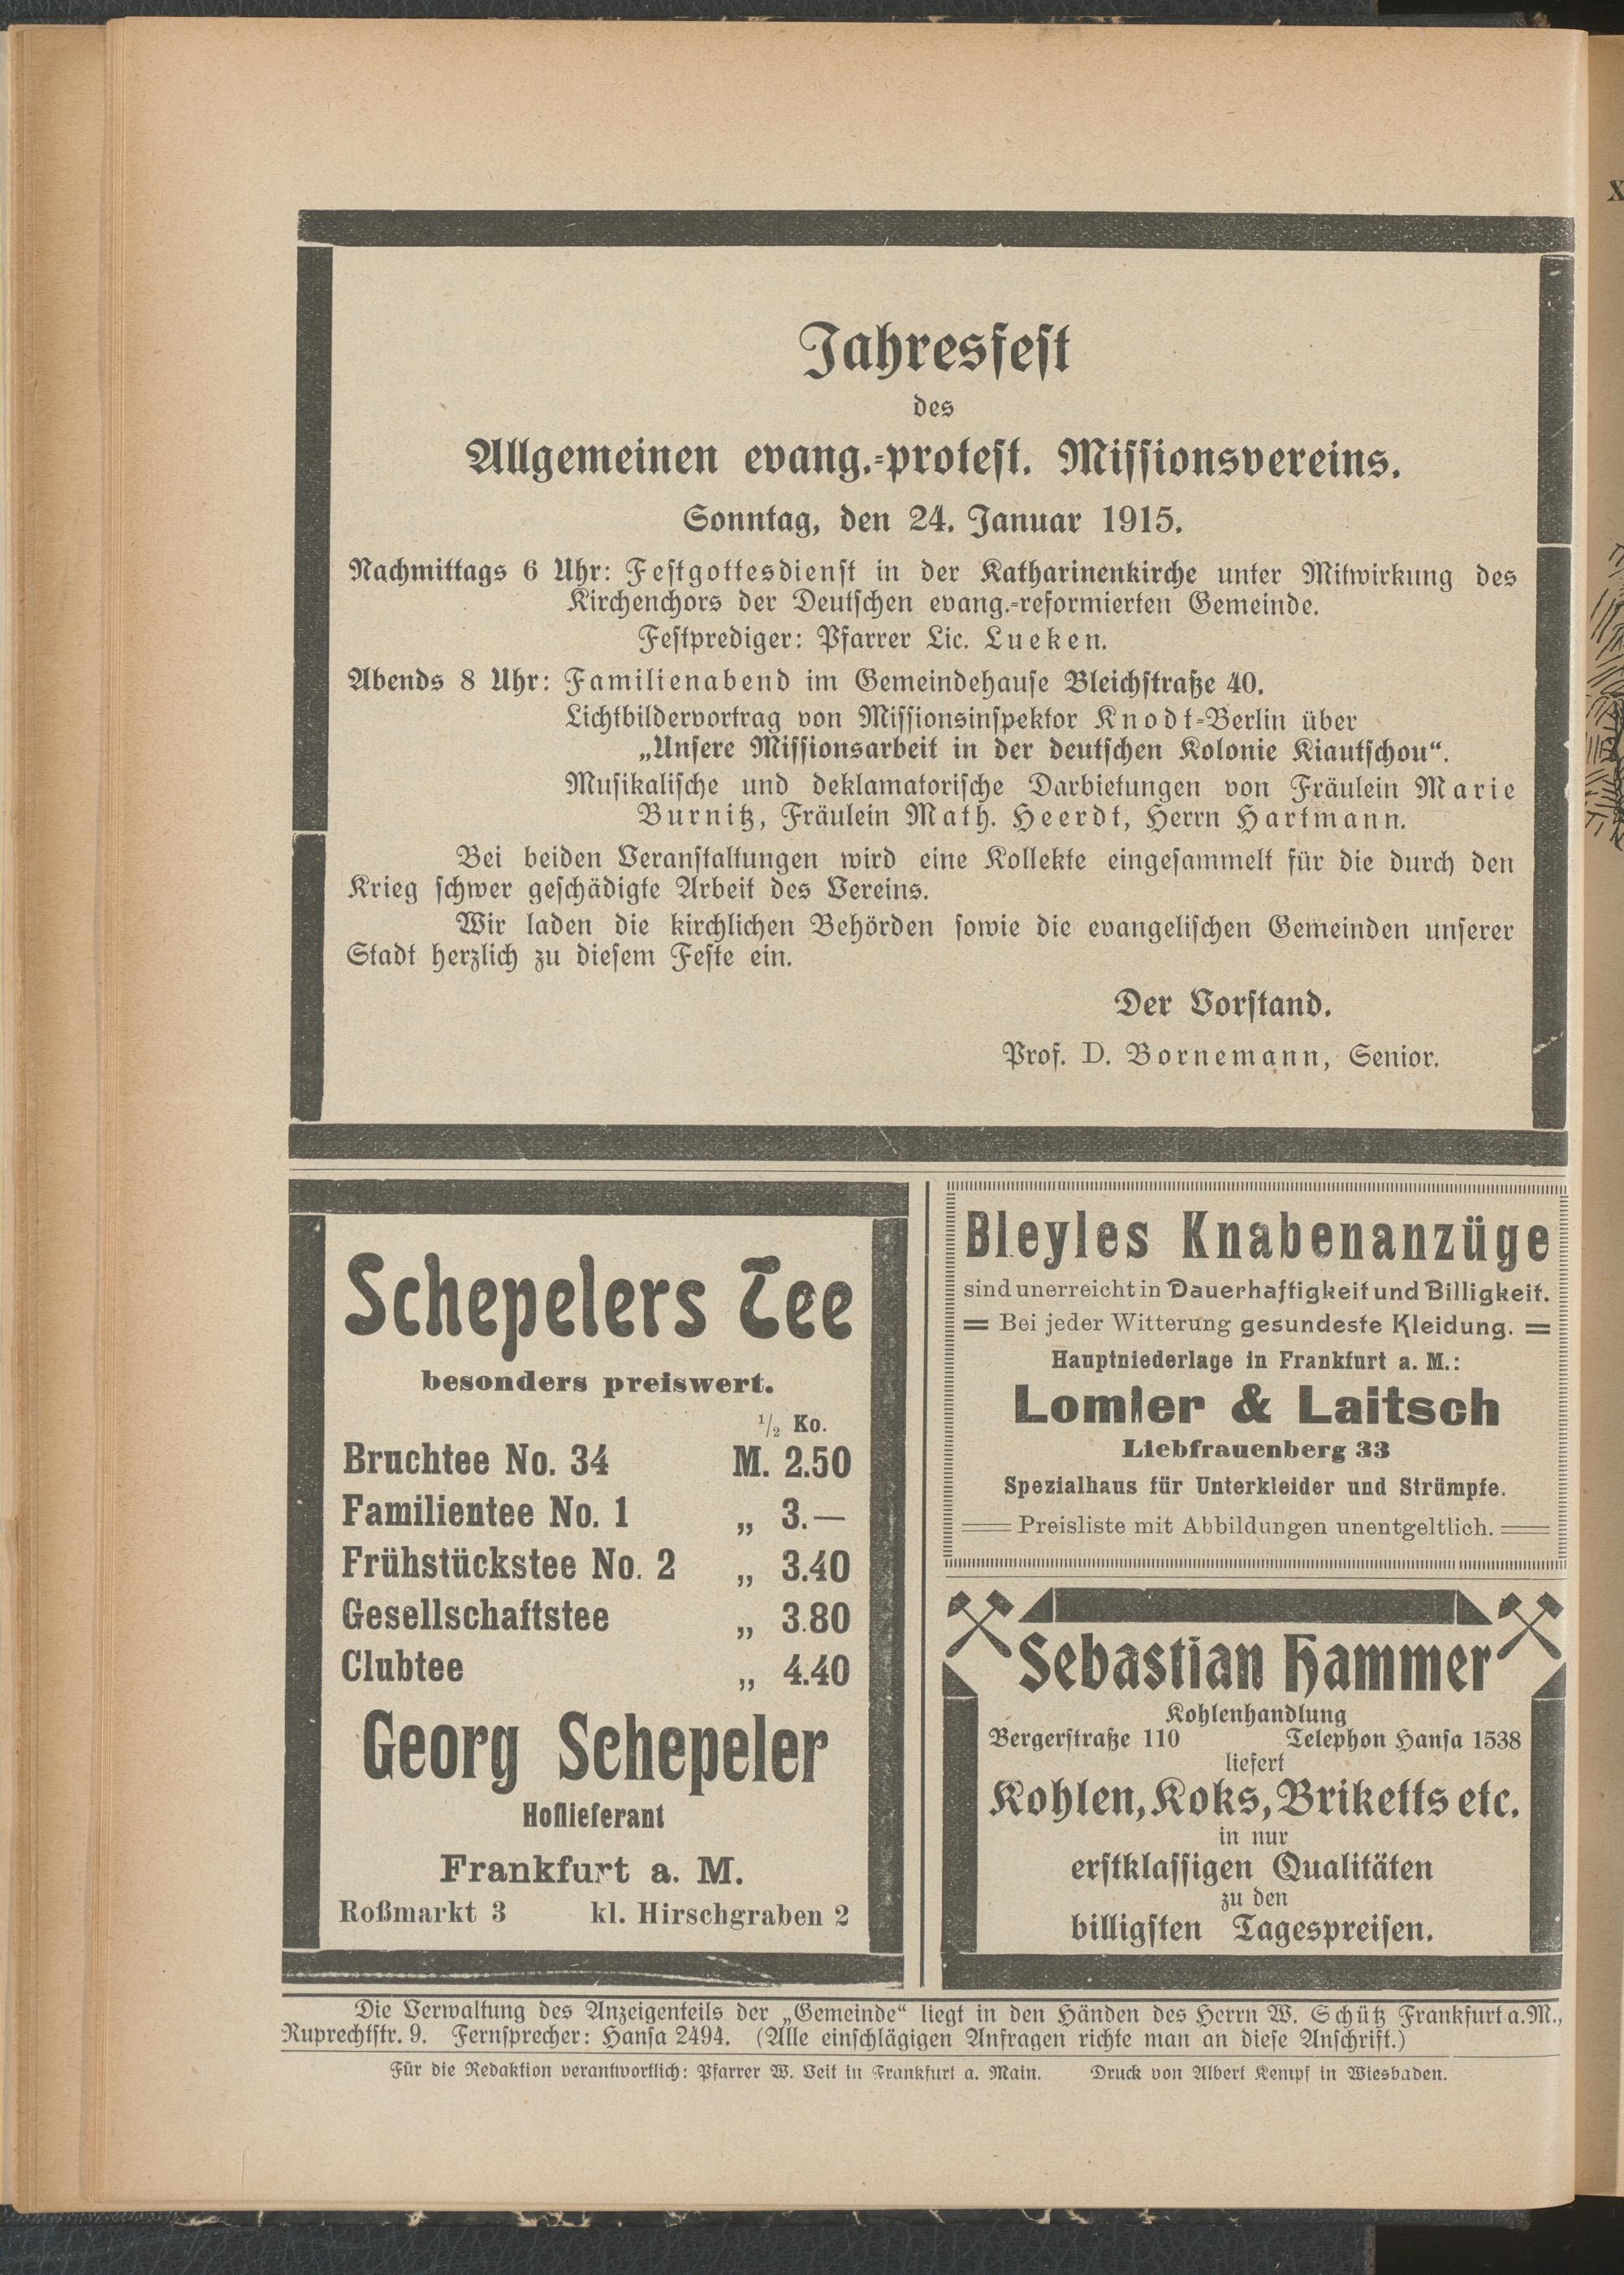 Jahresfest
des
Allgemeinen evang.-protest. Missionsvereins.
Sonntag, den 24. Januar 1915.
Nachmittags 6 Uhr: Festgottesdienst in der Katharinenkirche unter Mitwirkung des
Kirchenchors der Deutschen evang.-reformierten Gemeinde.
Festprediger: Pfarrer Lic. Lueken.
Abends 8 Uhr: Familienabend im Gemeindehause Bleichstraße 40.
Lichtbildervortrag von Missionsinspektor Knodt-Berlin über
„Unsere Missionsarbeit in der deutschen Kolonie Kiautschou“.
Musikalische und deklamatorische Darbietungen von Fräulein Marie
Burnitz, Fräulein Math. Heerdt, Herrn Hartmann.
Bei beiden Veranstaltungen wird eine Kollekte eingesammelt für die durch den
Krieg schwer geschädigte Arbeit des Vereins.
Wir laden die kirchlichen Behörden sowie die evangelischen Gemeinden unserer
Stadt herzlich zu diesem Feste ein.
Der Vorstand.
Prof. D. Bornemann, Senior.
Schepelers Tee
besonders preiswert.
1/2 Ko.
Bruchtee No. 34 M. 2.50
Familientee No. 1 „ 3.—
Frühstückstee No. 2 „ 3.40
Gesellschaftstee „ 3.80
Clubtee „ 4.40
Georg Schepeler
Hoflieferant
Frankfurt a. M.
Roßmarkt 3 kl. Hirschgraben 2
Bleyles Knabenanzüge
sind unerreicht in Dauerhaftigkeit und Billigkeit.
= Bei jeder Witterung gesundeste Kleidung. =
Hauptniederlage in Frankfurt a. M.:
Lomler & Laitsch
Liebfrauenberg 33
Spezialhaus für Unterkleider und Strümpfe.
Preisliste mit Abbildungen unentgeltlich.
Sebastian Hammer
Kohlenhandlung
Bergerstraße 110 Telephon Hansa 1538
liefert
Kohlen, Koks, Briketts etc.
in nur
erstklassigen Qualitäten
zu den
billigsten Tagespreisen.
Die Verwaltung des Anzeigenteils der „Gemeinde“ liegt in den Händen des Herrn W. Schütz Frankfurt a. M.,
Ruprechtstr. 9. Fernsprecher: Hansa 2494. (Alle einschlägigen Anfragen richte man an diese Anschrift.)
Für die Redaktion verantwortlich: Pfarrer W. Veit in Frankfurt a. Main. Druck von Albert Kempf in Wiesbaden.